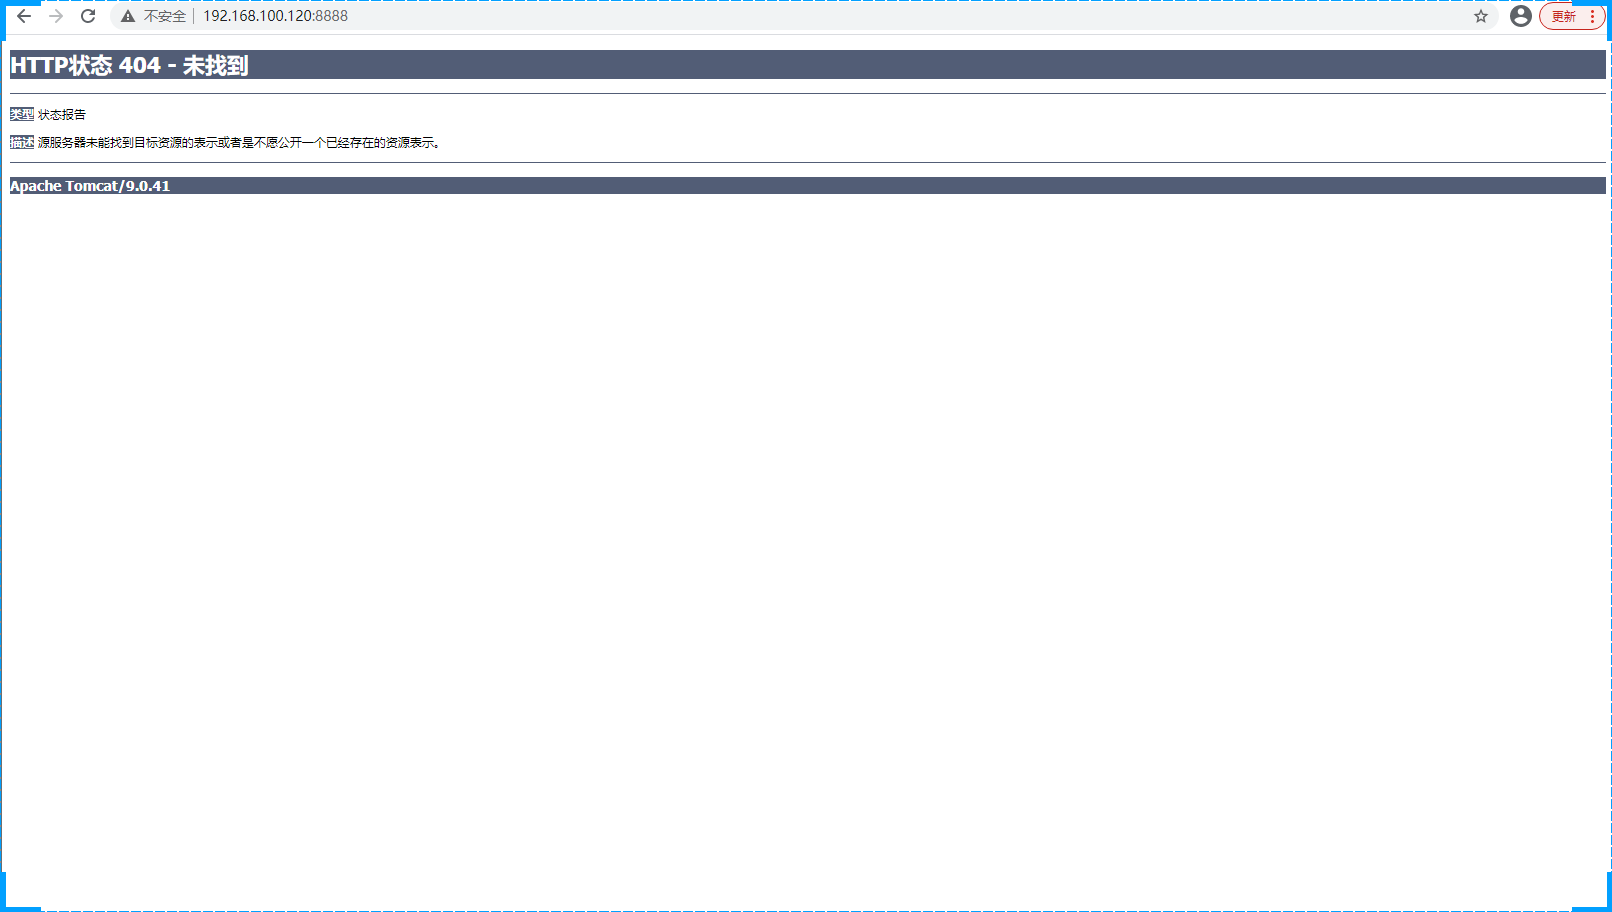 不安全 192.168.100.120:8888 更新
HTTP状态 404 - 未找到
类型 状态报告
描述 源服务器未能找到目标资源的表示或者是不愿公开一个已经存在的资源表示。
Apache Tomcat/9.0.41